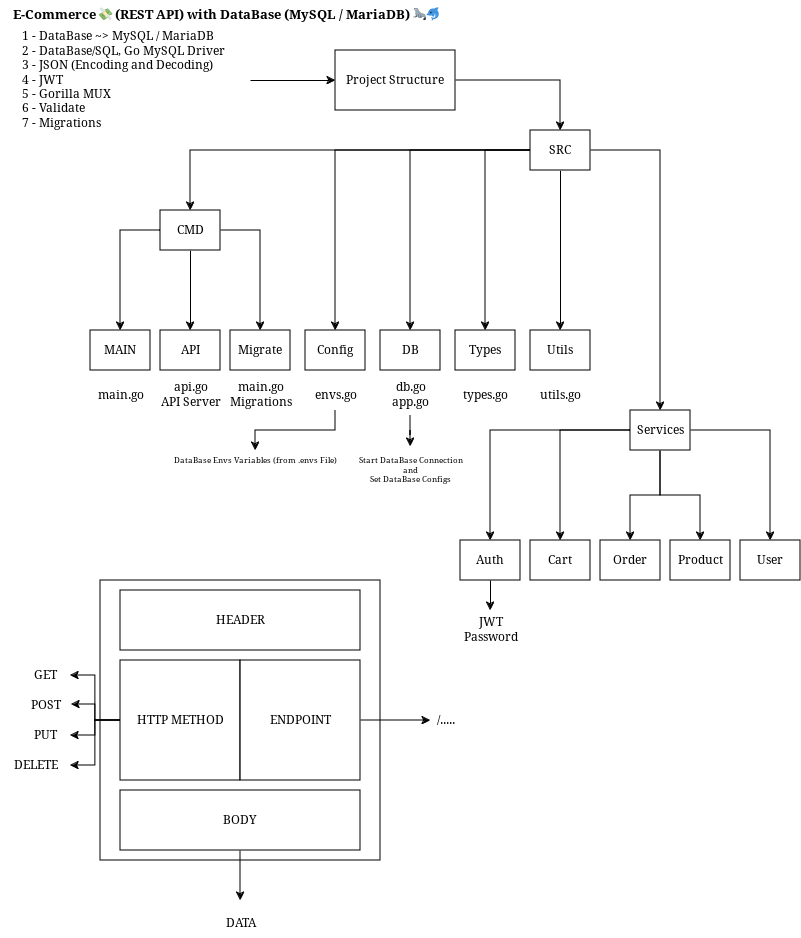 E-Commerce 💸 (REST API) with DataBase (MySQL / MariaDB) 🦭🐬
1 - DataBase ~> MySQL / MariaDB
2 - DataBase/SQL, Go MySQL Driver
3 - JSON (Encoding and Decoding)
4 - JWT
5 - Gorilla MUX
6 - Validate
7 - Migrations
Project Structure
SRC
CMD
MAIN
API
Migrate
Config
DB
Types
Utils
main.go
api.go
API Server
main.go
Migrations
envs.go
db.go
app.go
types.go
utils.go
DataBase Envs Variables (from .envs File)
Start DataBase Connection
and
Set DataBase Configs
Services
Auth
Cart
Order
Product
User
JWT
Password
HEADER
GET
POST
PUT
DELETE
HTTP METHOD
ENDPOINT
/.....
BODY
DATA